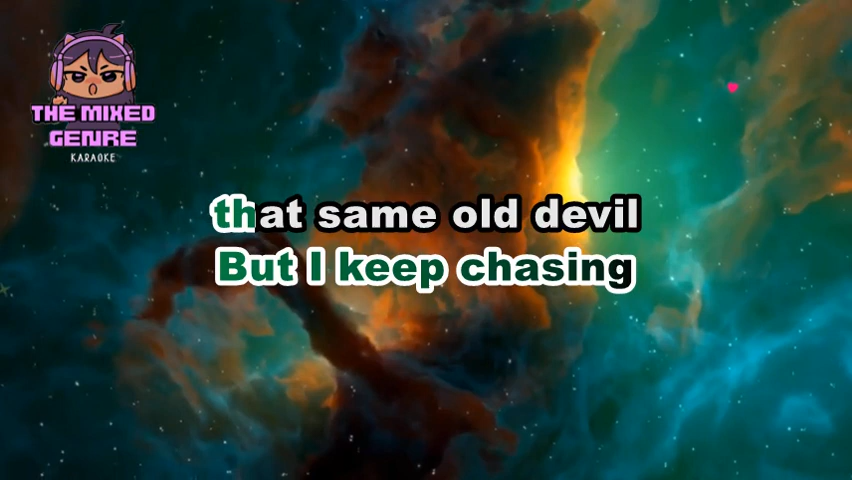 THE MIXED
GENRE
KARAOKE
that same old devil
But I keep chasing